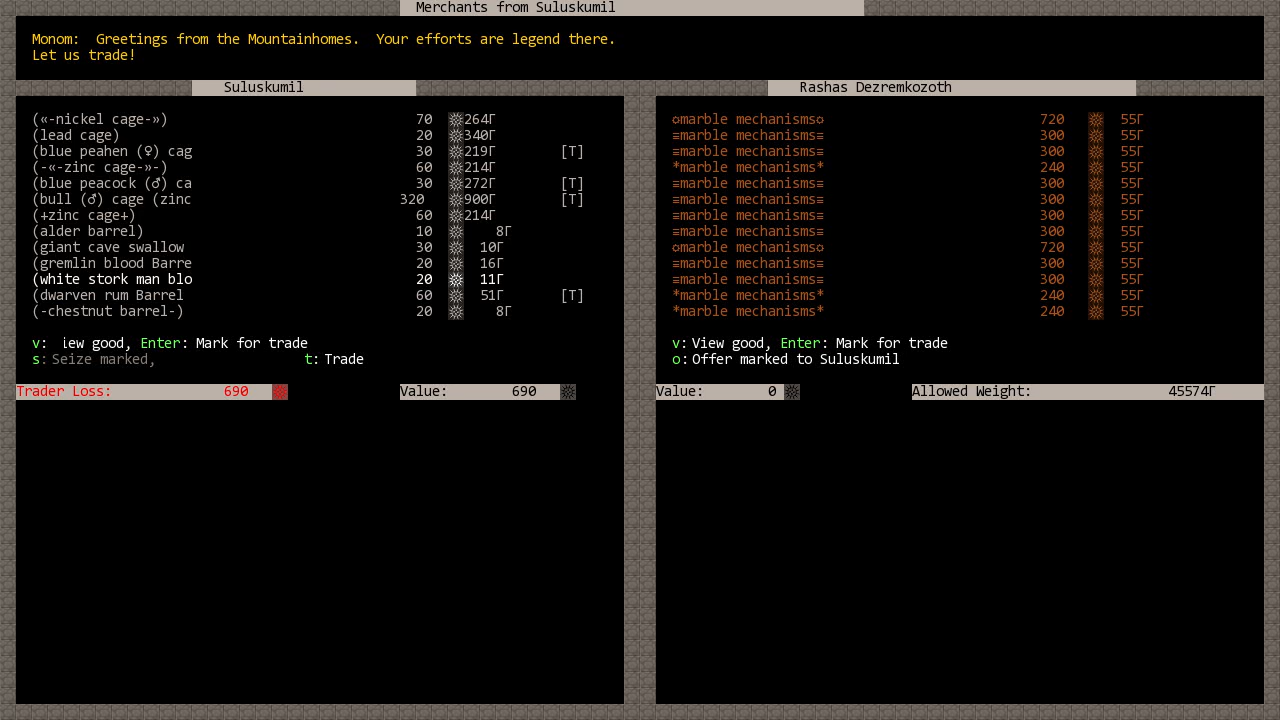 Merchants from Suluskumil
Monom: Greetings from the Mountainhomes. Your efforts are legend there.
Let us trade!
Suluskumil
(«-nickel cage-») 70 ☼264Γ
(lead cage) 20 ☼340Γ
(blue peahen (♀) cag 30 ☼219Γ [T]
(-«-zinc cage-»-) 60 ☼214Γ
(blue peacock (♂) ca 30 ☼272Γ [T]
(bull (♂) cage (zinc 320 ☼900Γ [T]
(+zinc cage+) 60 ☼214Γ
(alder barrel) 10 ☼ 8Γ
(giant cave swallow 30 ☼ 10Γ
(gremlin blood Barre 20 ☼ 16Γ
(white stork man blo 20 ☼ 11Γ
(dwarven rum Barrel 60 ☼ 51Γ [T]
(-chestnut barrel-) 20 ☼ 8Γ
v: iew good, Enter: Mark for trade
s: Seize marked, t: Trade
Trader Loss: 690 ☼ Value: 690 ☼
Rashas Dezremkozoth
☼marble mechanisms☼ 720 ☼ 55Γ
≡marble mechanisms≡ 300 ☼ 55Γ
≡marble mechanisms≡ 300 ☼ 55Γ
*marble mechanisms* 240 ☼ 55Γ
≡marble mechanisms≡ 300 ☼ 55Γ
≡marble mechanisms≡ 300 ☼ 55Γ
≡marble mechanisms≡ 300 ☼ 55Γ
≡marble mechanisms≡ 300 ☼ 55Γ
☼marble mechanisms☼ 720 ☼ 55Γ
≡marble mechanisms≡ 300 ☼ 55Γ
≡marble mechanisms≡ 300 ☼ 55Γ
*marble mechanisms* 240 ☼ 55Γ
*marble mechanisms* 240 ☼ 55Γ
v: View good, Enter: Mark for trade
o: Offer marked to Suluskumil
Value: 0 ☼ Allowed Weight: 45574Γ